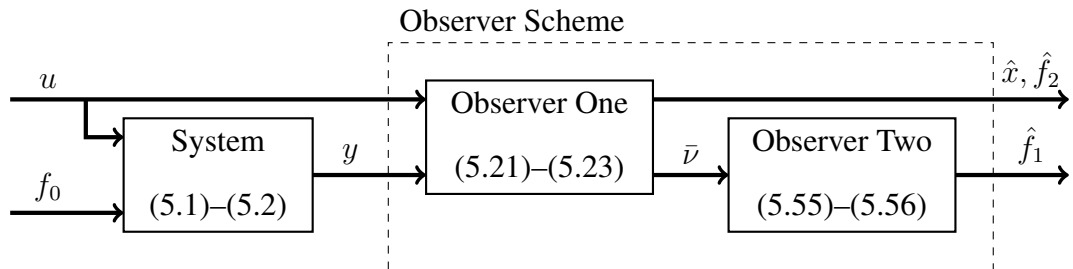 Observer Scheme
u
x̂, f̂₂
Observer One
(5.21)–(5.23)
System
(5.1)–(5.2)
y
ν̄
Observer Two
(5.55)–(5.56)
f̂₁
f₀